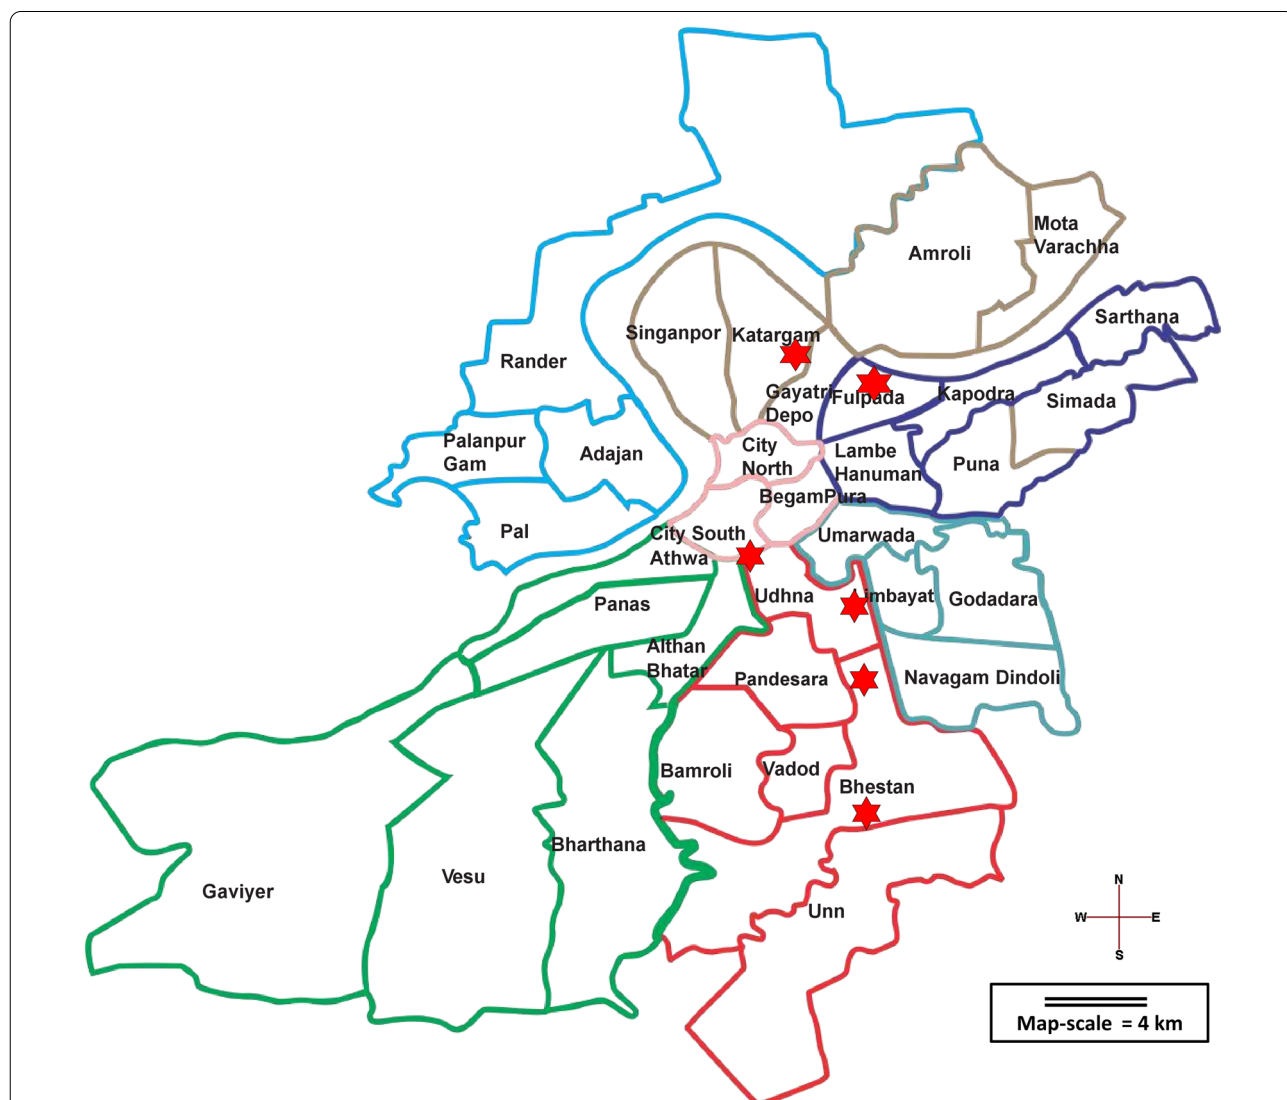 Mota
Varachha
Amroli
Sarthana
Singanpor
Katargam
Rander
Gayatri
Depo
Fulpada
Kapodra
Simada
Palanpur
Gam
Adajan
City
North
Lambe
Hanuman
Puna
BegamPura
Pal
City South
Athwa
Umarwada
Panas
Udhna
imbayat
Godadara
Althan
Bhatar
Pandesara
Navagam Dindoli
Bamroli
Vadod
Bhestan
Bharthana
Vesu
Gaviyer
Unn
N
W
E
S
Map-scale = 4 km